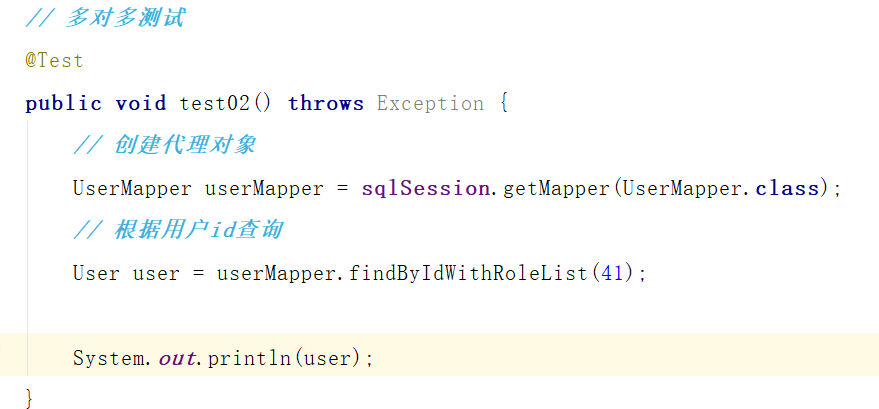 // 多对多测试
@Test
public void test02() throws Exception {
// 创建代理对象
UserMapper userMapper = sqlSession.getMapper(UserMapper.class);
// 根据用户id查询
User user = userMapper.findByIdWithRoleList(41);
System.out.println(user);
}